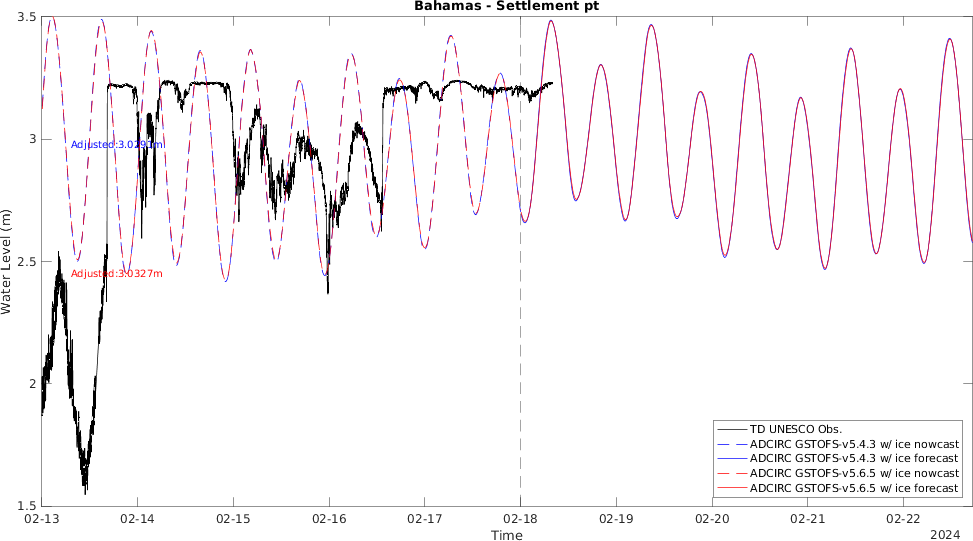 Bahamas - Settlement pt
3.5
3
2.5
2
1.5
Water Level (m)
Adjusted:3.0291m
Adjusted:3.0327m
TD UNESCO Obs.
ADCIRC GSTOFS-v5.4.3 w/ ice nowcast
ADCIRC GSTOFS-v5.4.3 w/ ice forecast
ADCIRC GSTOFS-v5.6.5 w/ ice nowcast
ADCIRC GSTOFS-v5.6.5 w/ ice forecast
02-13 02-14 02-15 02-16 02-17 02-18 02-19 02-20 02-21 02-22
Time
2024